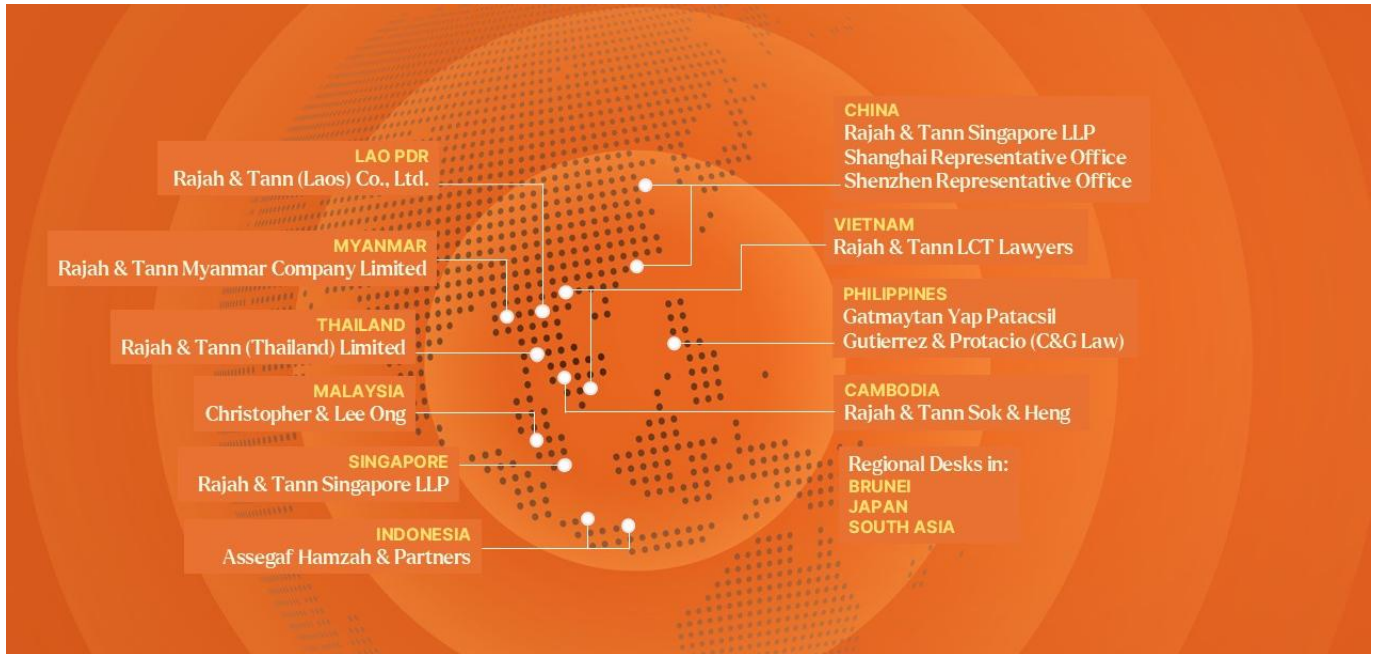 LAO PDR
Rajah & Tann (Laos) Co., Ltd.
MYANMAR
Rajah & Tann Myanmar Company Limited
THAILAND
Rajah & Tann (Thailand) Limited
MALAYSIA
Christopher & Lee Ong
SINGAPORE
Rajah & Tann Singapore LLP
INDONESIA
Assegaf Hamzah & Partners
CHINA
Rajah & Tann Singapore LLP
Shanghai Representative Office
Shenzhen Representative Office
VIETNAM
Rajah & Tann LCT Lawyers
PHILIPPINES
Gatmaytan Yap Patacsil
Gutierrez & Protacio (C&G Law)
CAMBODIA
Rajah & Tann Sok & Heng
Regional Desks in:
BRUNEI
JAPAN
SOUTH ASIA